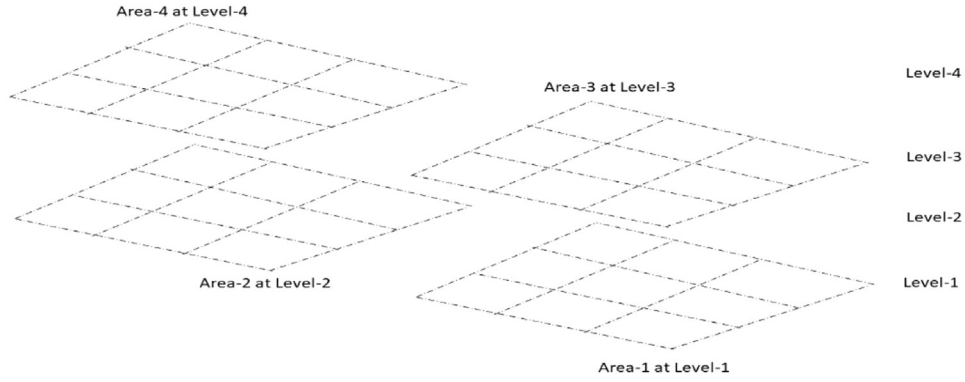 Area-4 at Level-4
Level-4
Area-3 at Level-3
Level-3
Level-2
Area-2 at Level-2
Level-1
Area-1 at Level-1